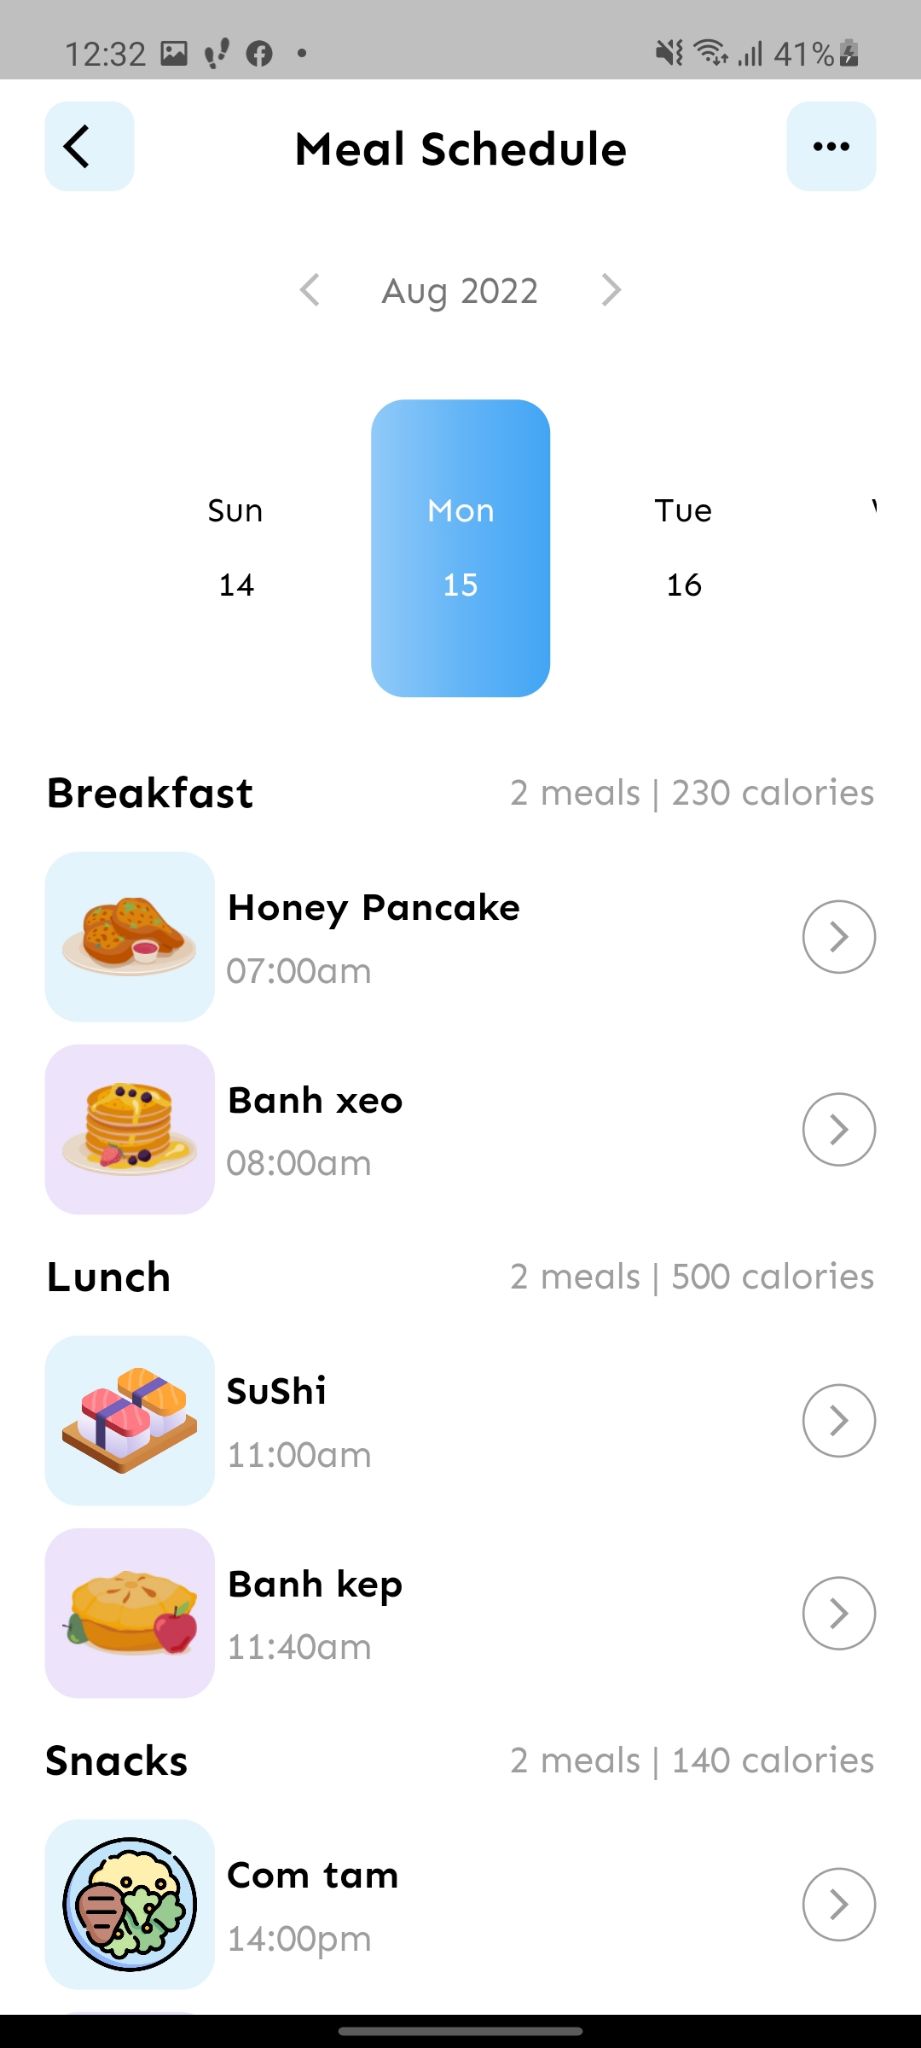 12:32 41%
Meal Schedule
Aug 2022
Sun Mon Tue
14 15 16
Breakfast 2 meals | 230 calories
Honey Pancake
07:00am
Banh xeo
08:00am
Lunch 2 meals | 500 calories
SuShi
11:00am
Banh kep
11:40am
Snacks 2 meals | 140 calories
Com tam
14:00pm